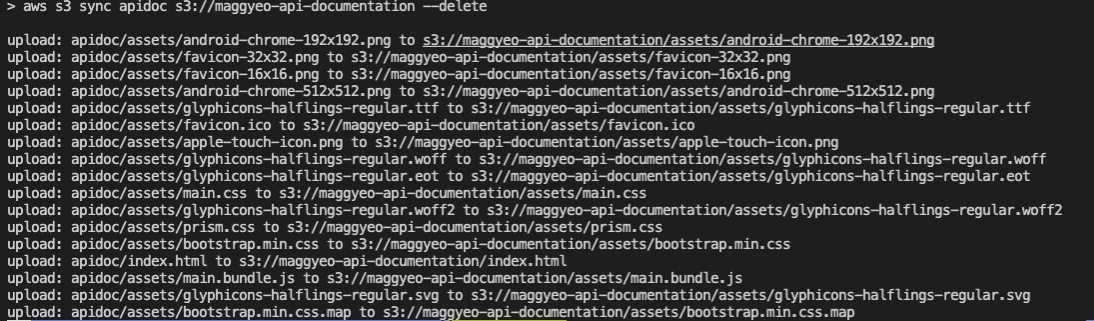 > aws s3 sync apidoc s3://maggyeo-api-documentation --delete
upload: apidoc/assets/android-chrome-192x192.png to s3://maggyeo-api-documentation/assets/android-chrome-192x192.png
upload: apidoc/assets/favicon-32x32.png to s3://maggyeo-api-documentation/assets/favicon-32x32.png
upload: apidoc/assets/favicon-16x16.png to s3://maggyeo-api-documentation/assets/favicon-16x16.png
upload: apidoc/assets/android-chrome-512x512.png to s3://maggyeo-api-documentation/assets/android-chrome-512x512.png
upload: apidoc/assets/glyphicons-halflings-regular.ttf to s3://maggyeo-api-documentation/assets/glyphicons-halflings-regular.ttf
upload: apidoc/assets/favicon.ico to s3://maggyeo-api-documentation/assets/favicon.ico
upload: apidoc/assets/apple-touch-icon.png to s3://maggyeo-api-documentation/assets/apple-touch-icon.png
upload: apidoc/assets/glyphicons-halflings-regular.woff to s3://maggyeo-api-documentation/assets/glyphicons-halflings-regular.woff
upload: apidoc/assets/glyphicons-halflings-regular.eot to s3://maggyeo-api-documentation/assets/glyphicons-halflings-regular.eot
upload: apidoc/assets/main.css to s3://maggyeo-api-documentation/assets/main.css
upload: apidoc/assets/glyphicons-halflings-regular.woff2 to s3://maggyeo-api-documentation/assets/glyphicons-halflings-regular.woff2
upload: apidoc/assets/prism.css to s3://maggyeo-api-documentation/assets/prism.css
upload: apidoc/assets/bootstrap.min.css to s3://maggyeo-api-documentation/assets/bootstrap.min.css
upload: apidoc/index.html to s3://maggyeo-api-documentation/index.html
upload: apidoc/assets/main.bundle.js to s3://maggyeo-api-documentation/assets/main.bundle.js
upload: apidoc/assets/glyphicons-halflings-regular.svg to s3://maggyeo-api-documentation/assets/glyphicons-halflings-regular.svg
upload: apidoc/assets/bootstrap.min.css.map to s3://maggyeo-api-documentation/assets/bootstrap.min.css.map